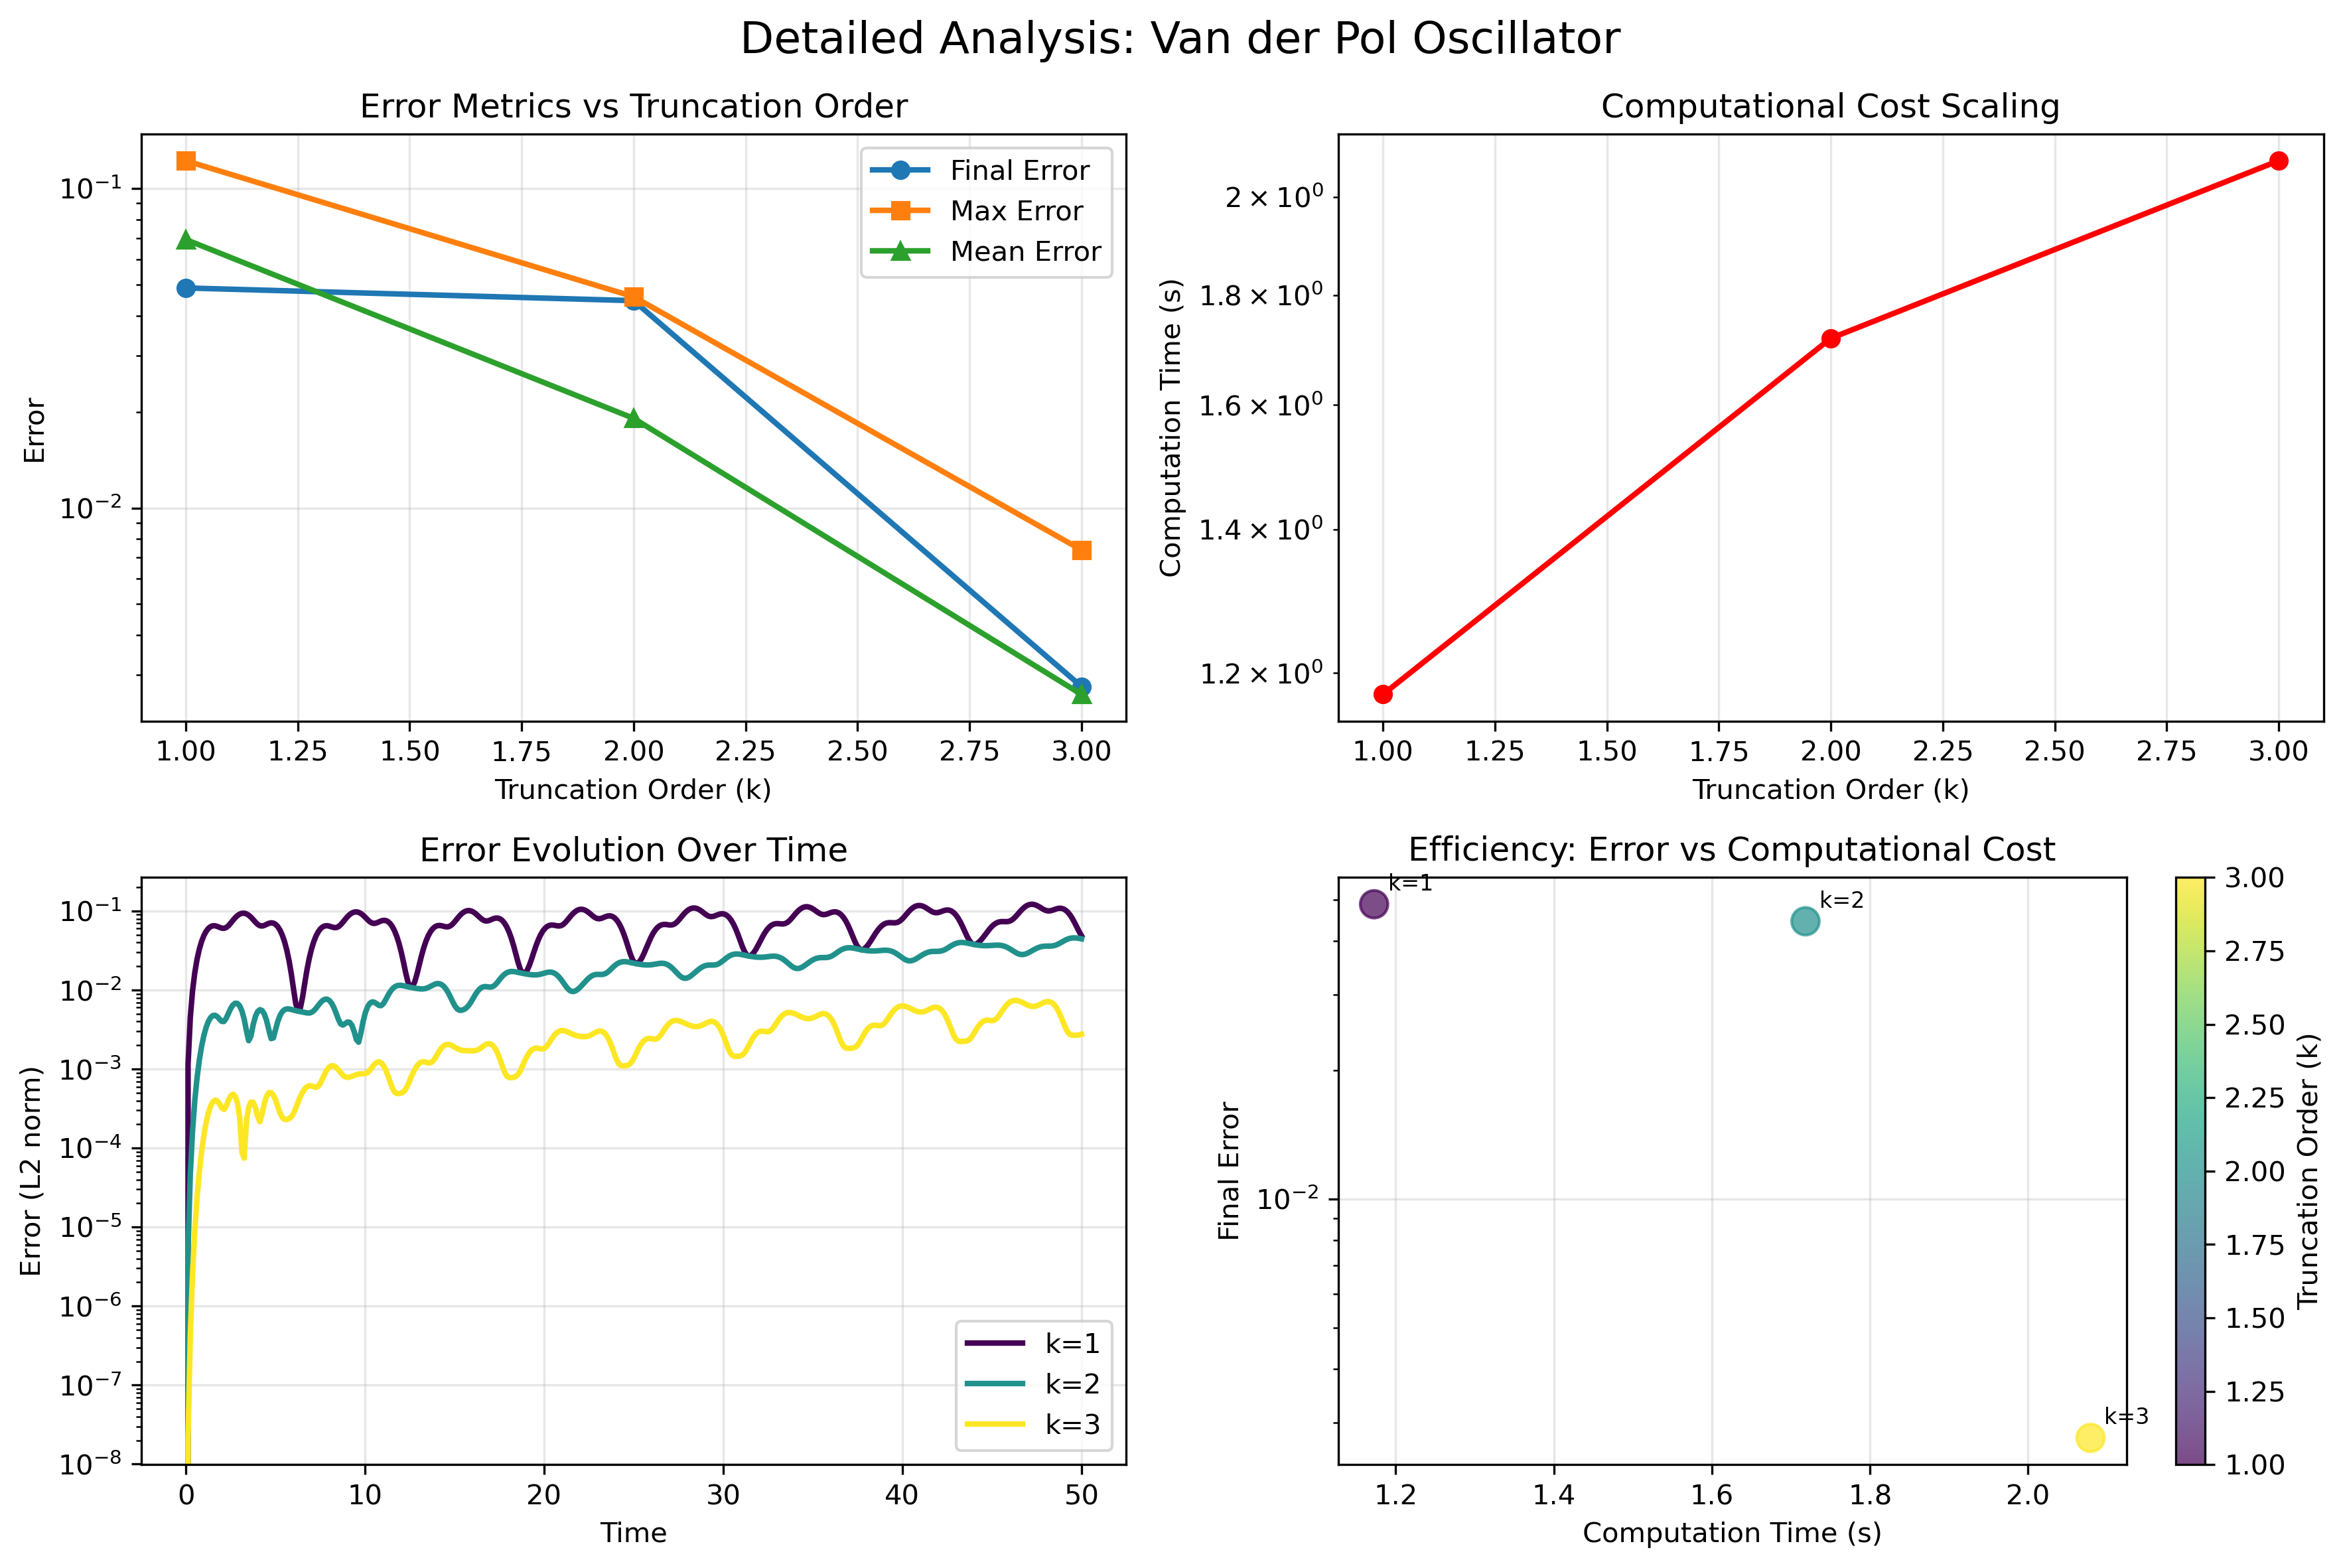 Detailed Analysis: Van der Pol Oscillator
Error Metrics vs Truncation Order
Error
10⁻¹
10⁻²
Final Error
Max Error
Mean Error
1.00 1.25 1.50 1.75 2.00 2.25 2.50 2.75 3.00
Truncation Order (k)
Computational Cost Scaling
Computation Time (s)
2 × 10⁰
1.8 × 10⁰
1.6 × 10⁰
1.4 × 10⁰
1.2 × 10⁰
1.00 1.25 1.50 1.75 2.00 2.25 2.50 2.75 3.00
Truncation Order (k)
Error Evolution Over Time
Error (L2 norm)
10⁻¹
10⁻²
10⁻³
10⁻⁴
10⁻⁵
10⁻⁶
10⁻⁷
10⁻⁸
k=1
k=2
k=3
0 10 20 30 40 50
Time
Efficiency: Error vs Computational Cost
Final Error
10⁻²
k=1
k=2
k=3
1.2 1.4 1.6 1.8 2.0
Computation Time (s)
3.00
2.75
2.50
2.25
2.00
1.75
1.50
1.25
1.00
Truncation Order (k)